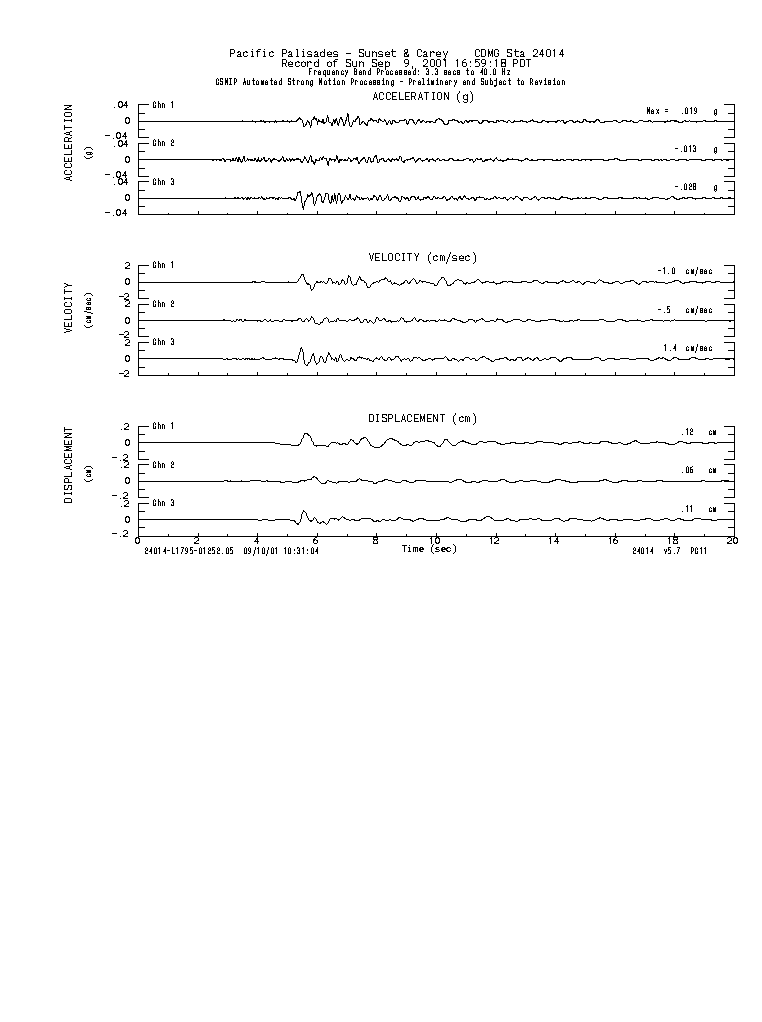 Pacific Palisades - Sunset & Carey    CDMG Sta 24014
Record of Sun Sep  9, 2001 16:59:18 PDT
Frequency Band Processed: 3.3 secs to 40.0 Hz
CSMIP Automated Strong Motion Processing - Preliminary and Subject to Revision
ACCELERATION (g)
ACCELERATION
(g)
.04
Chn 1
Max =  .019  g
0
-.04
.04
Chn 2
-.013  g
0
-.04
.04
Chn 3
-.028  g
0
-.04
VELOCITY (cm/sec)
VELOCITY
(cm/sec)
2
Chn 1
-1.0  cm/sec
0
-2
2
Chn 2
-.5  cm/sec
0
-2
2
Chn 3
1.4  cm/sec
0
-2
DISPLACEMENT (cm)
DISPLACEMENT
(cm)
.2
Chn 1
.12  cm
0
-.2
.2
Chn 2
.06  cm
0
-.2
.2
Chn 3
.11  cm
0
-.2
0 2 4 6 8 10 12 14 16 18 20
Time (sec)
24014-L1795-01252.05  09/10/01 10:31:04
24014  v5.7  PG11